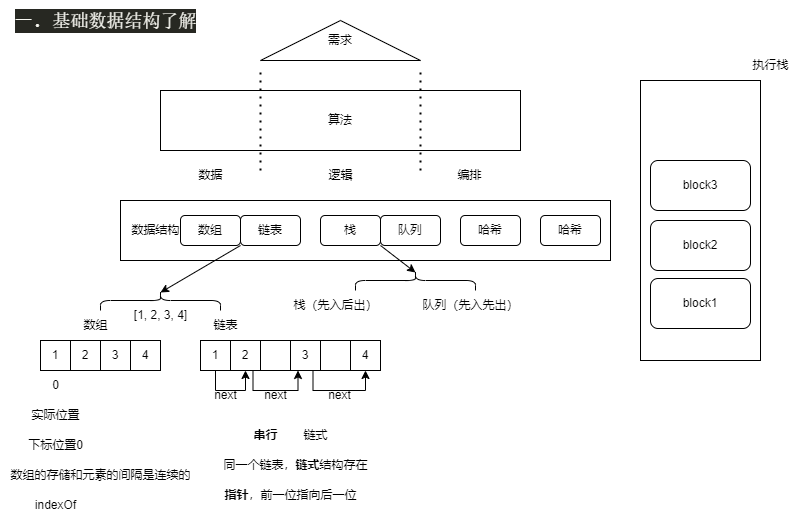 一．基础数据结构了解
需求
执行栈
算法
数据 逻辑 编排
block3
数据结构 数组 链表 栈 队列 哈希 哈希
block2
block1
栈（先入后出） 队列（先入先出）
[1, 2, 3, 4]
数组 链表
1 2 3 4 1 2 3 4
0 next next next
实际位置
串行 链式
下标位置0
同一个链表，链式结构存在
数组的存储和元素的间隔是连续的
指针，前一位指向后一位
indexOf